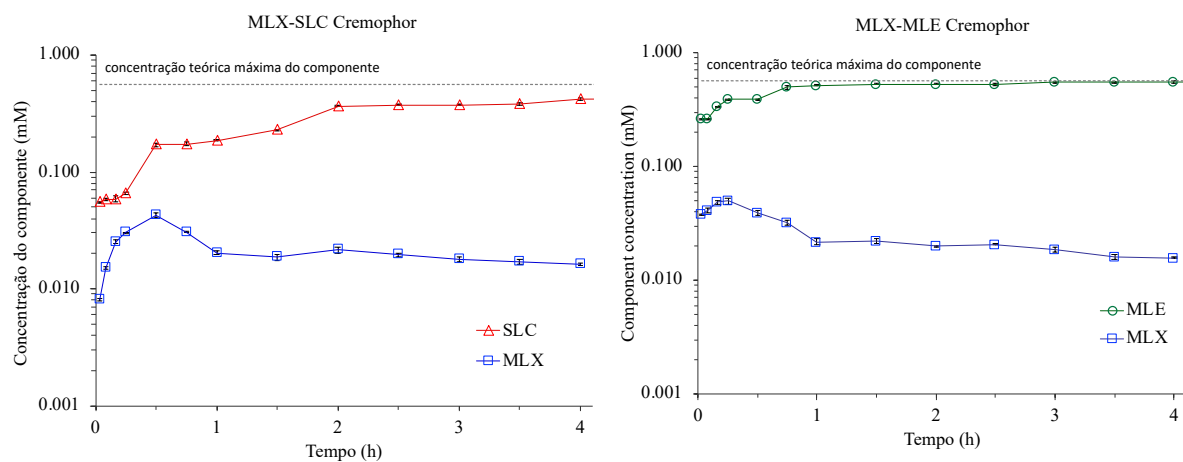 MLX-SLC Cremophor
1.000
concentração teórica máxima do componente
0.100
0.010
0.001
Concentração do componente (mM)
SLC
MLX
0
1
2
3
4
Tempo (h)
MLX-MLE Cremophor
1.000
concentração teórica máxima do componente
0.100
0.010
0.001
Component concentration (mM)
MLE
MLX
0
1
2
3
4
Tempo (h)